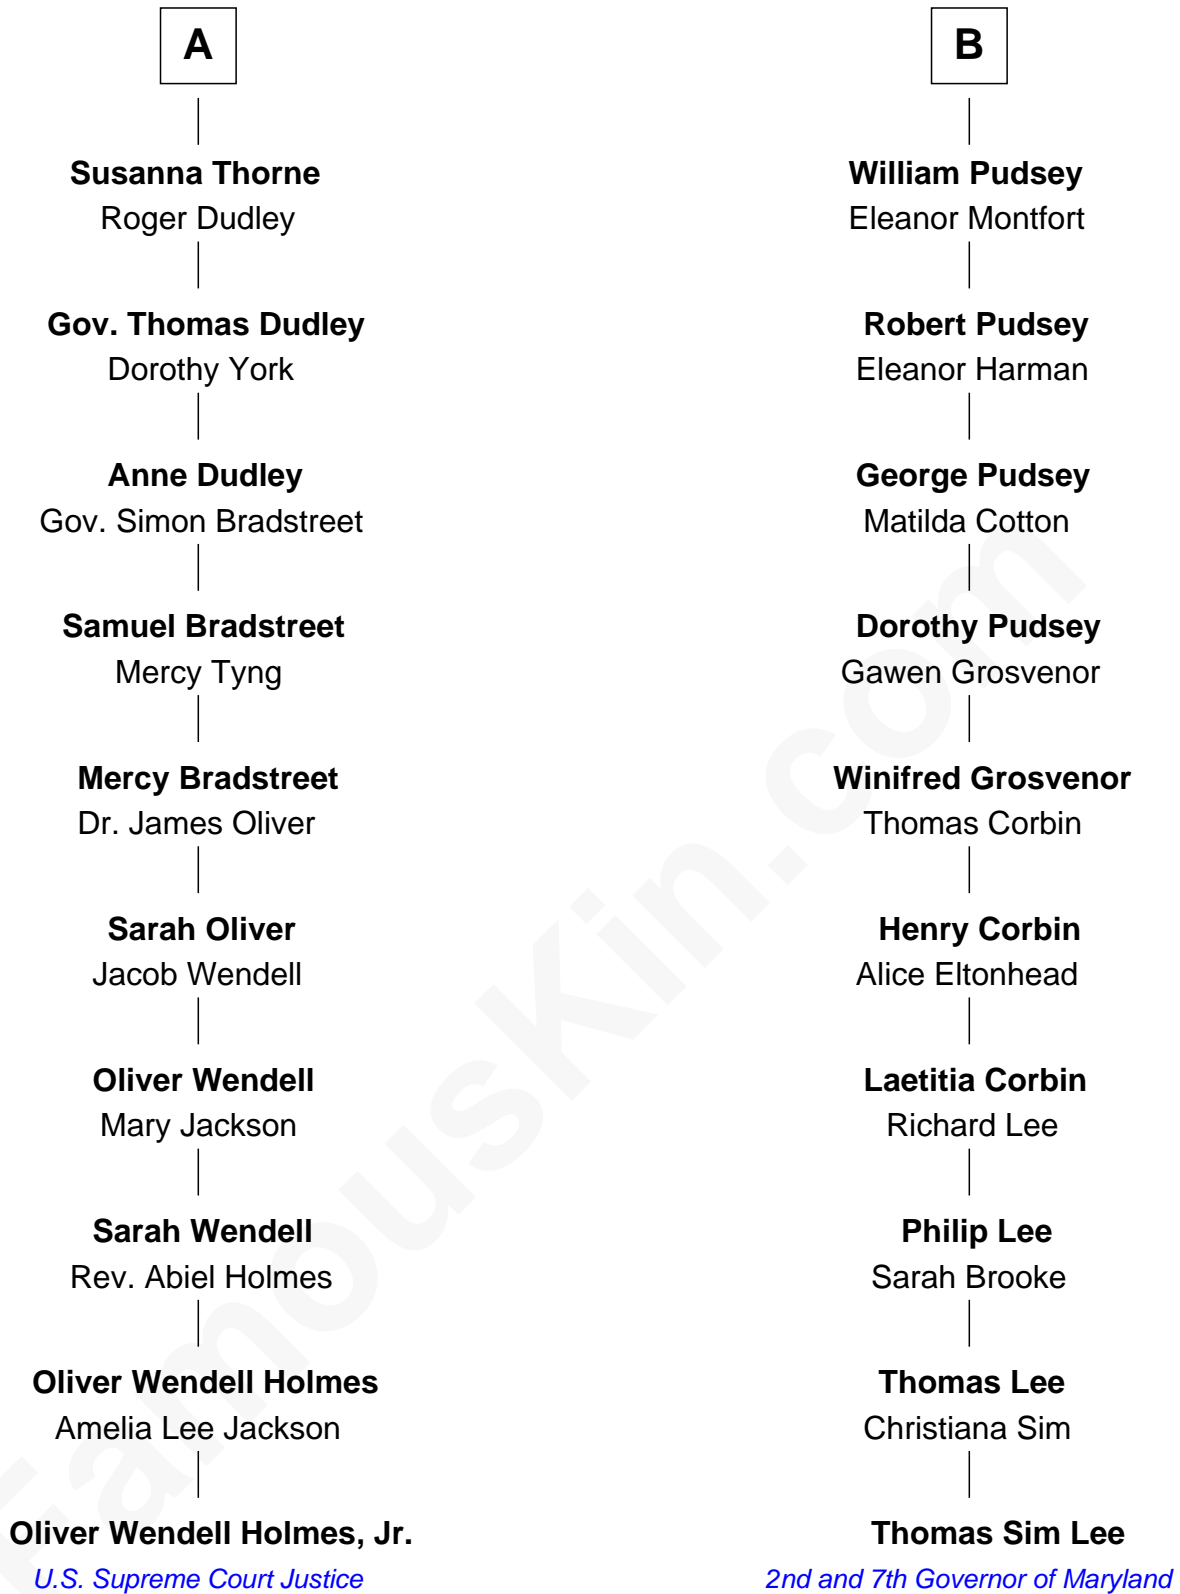 A
Susanna Thorne
Roger Dudley
Gov. Thomas Dudley
Dorothy York
Anne Dudley
Gov. Simon Bradstreet
Samuel Bradstreet
Mercy Tyng
Mercy Bradstreet
Dr. James Oliver
Sarah Oliver
Jacob Wendell
Oliver Wendell
Mary Jackson
Sarah Wendell
Rev. Abiel Holmes
Oliver Wendell Holmes
Amelia Lee Jackson
Oliver Wendell Holmes, Jr.
U.S. Supreme Court Justice
B
William Pudsey
Eleanor Montfort
Robert Pudsey
Eleanor Harman
George Pudsey
Matilda Cotton
Dorothy Pudsey
Gawen Grosvenor
Winifred Grosvenor
Thomas Corbin
Henry Corbin
Alice Eltonhead
Laetitia Corbin
Richard Lee
Philip Lee
Sarah Brooke
Thomas Lee
Christiana Sim
Thomas Sim Lee
2nd and 7th Governor of Maryland
FamousKin.com